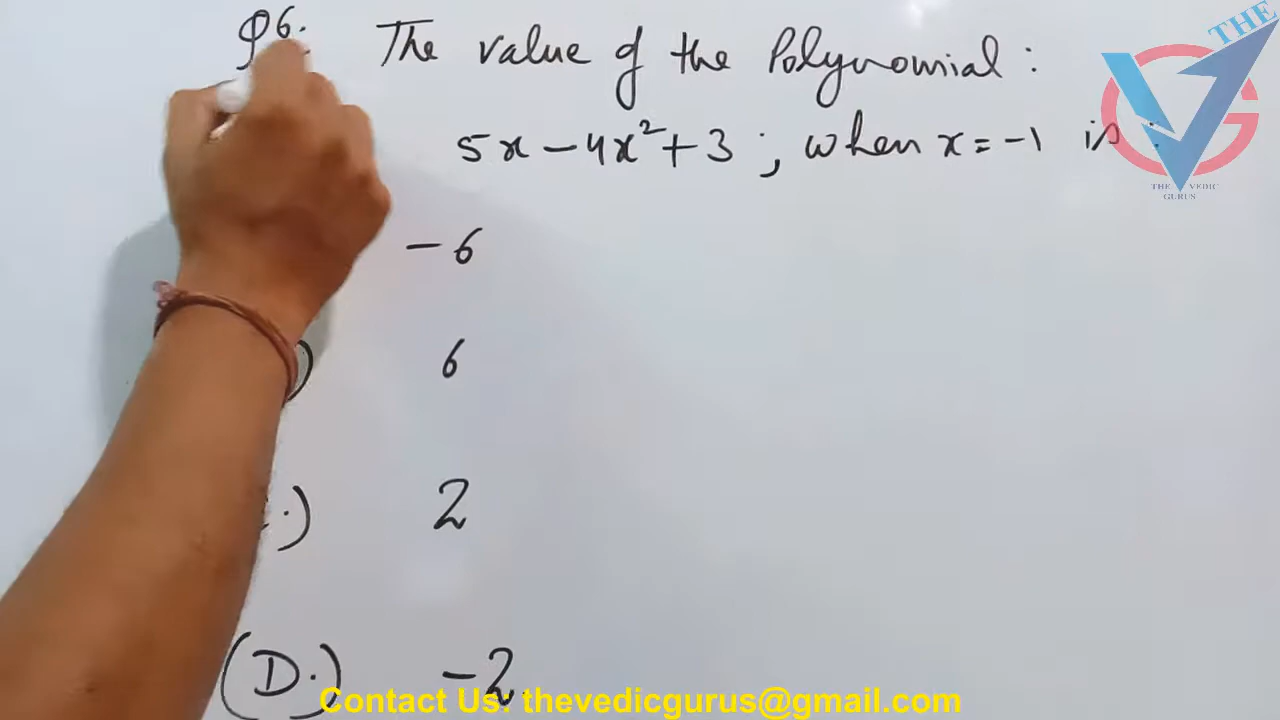 Q6. The value of the Polynomial :
5x - 4x² + 3 ; when x = -1 is :
- 6
) 6
.) 2
(D.) -2
THE
THE VEDIC
GURUS
Contact Us: thevedicgurus@gmail.com